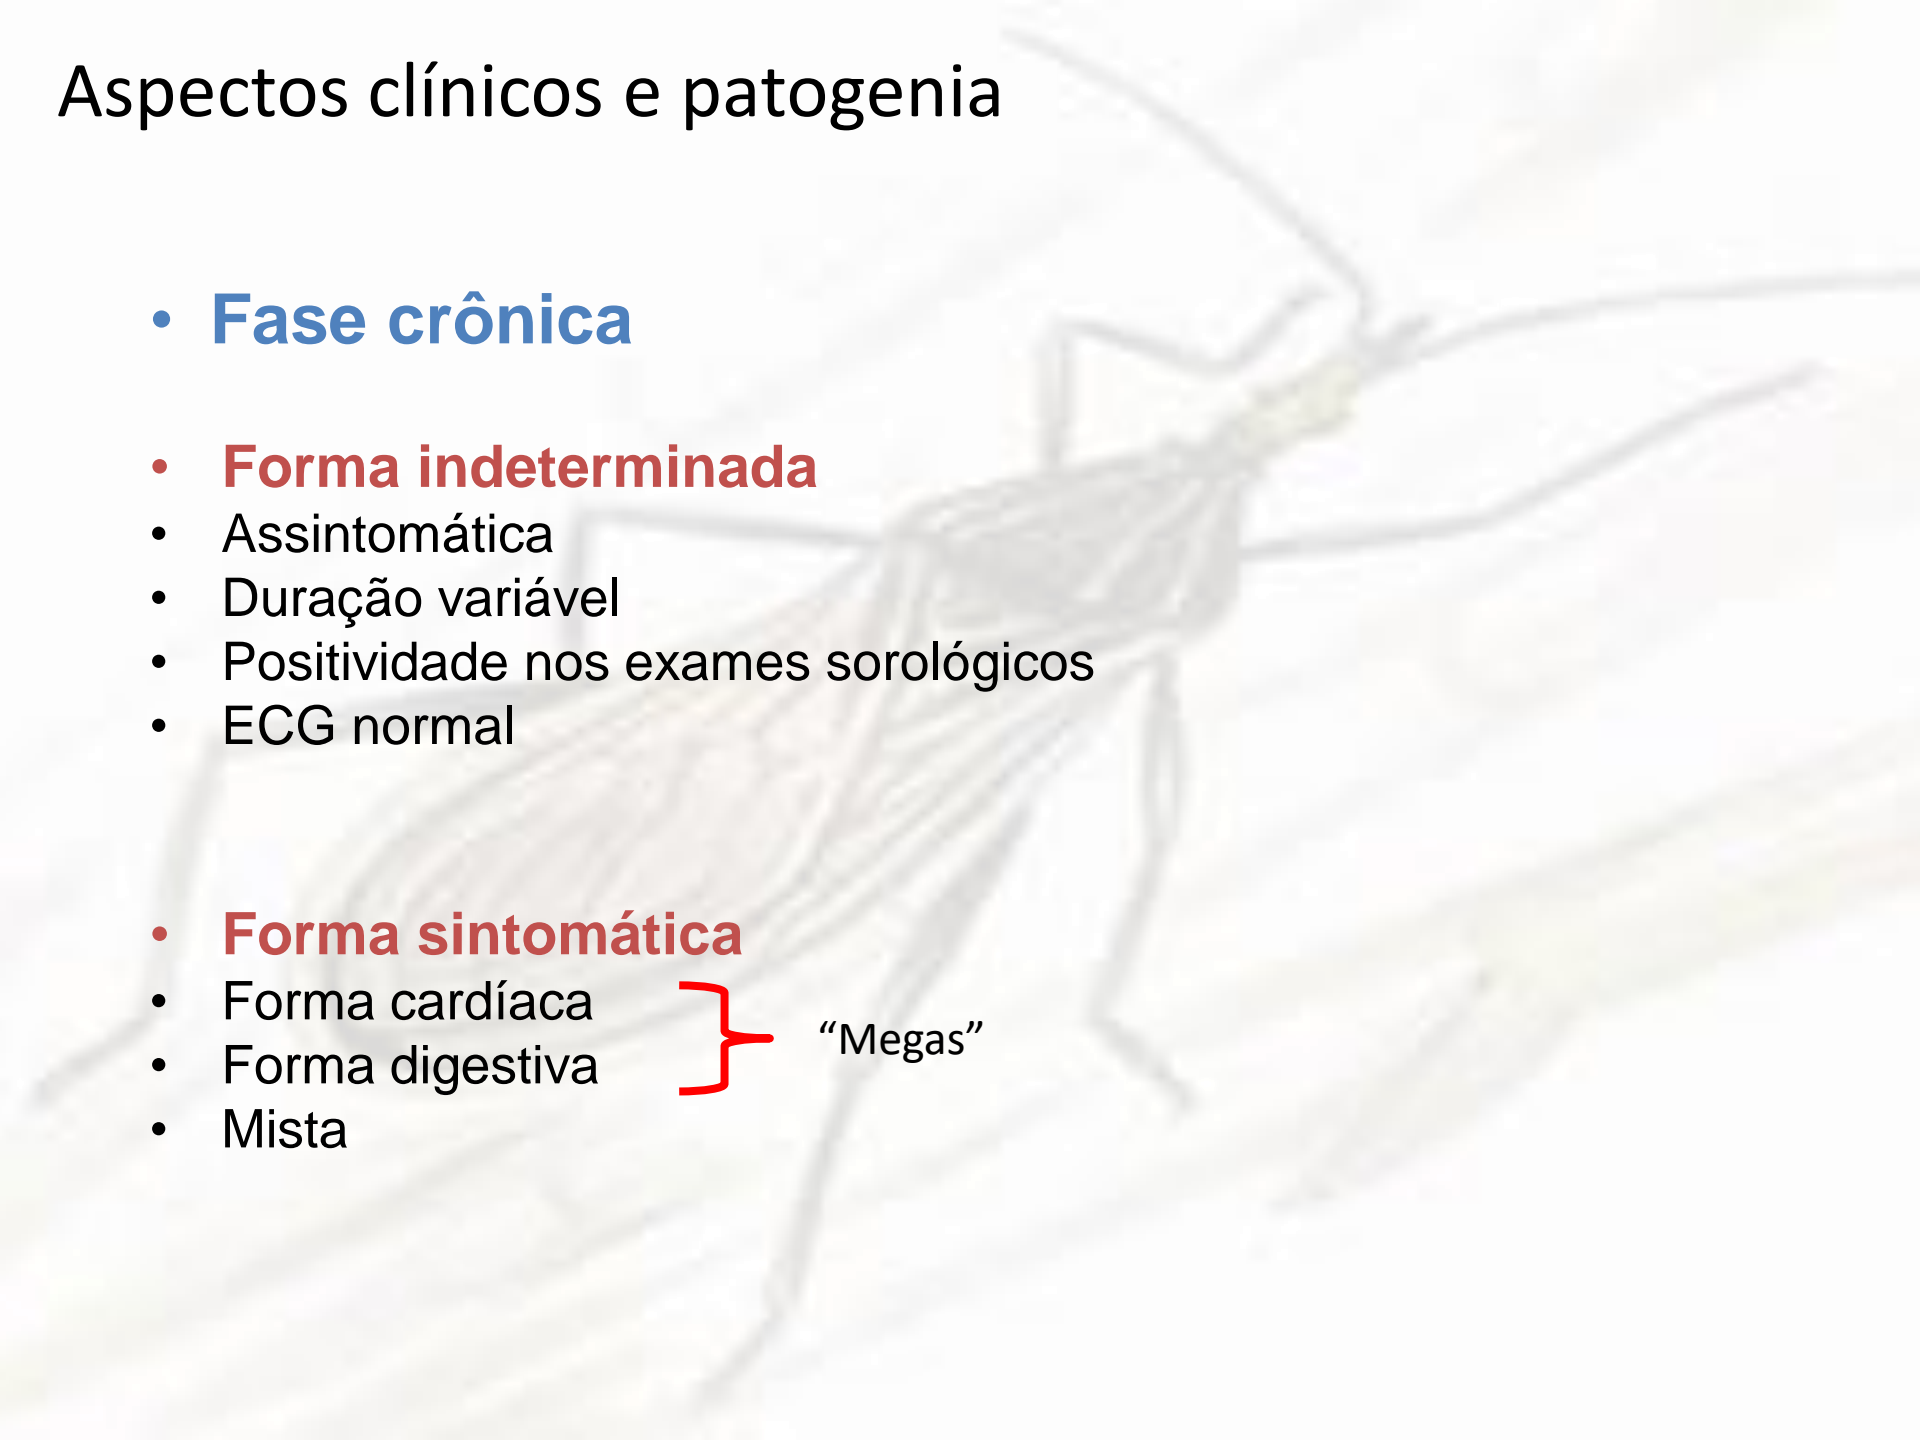 Aspectos clínicos e patogenia
• Fase crônica
• Forma indeterminada
• Assintomática
• Duração variável
• Positividade nos exames sorológicos
• ECG normal
• Forma sintomática
• Forma cardíaca
• Forma digestiva
“Megas”
• Mista